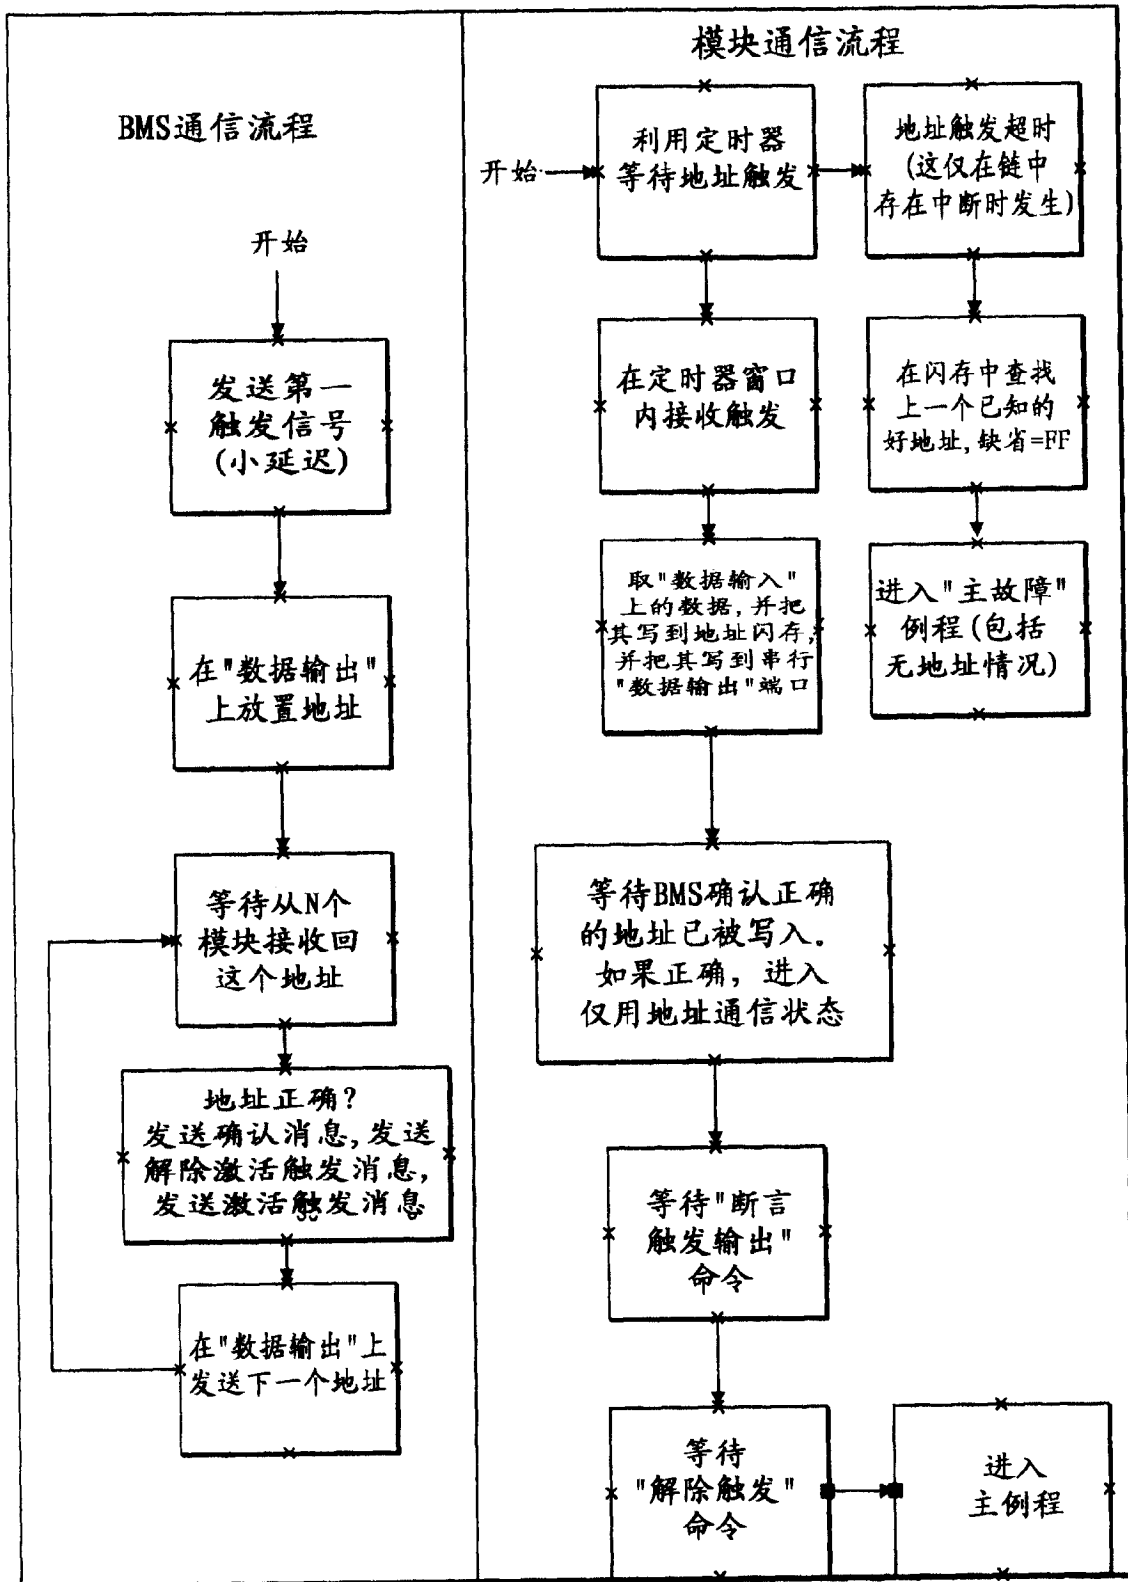 BMS通信流程
开始
发送第一
触发信号
(小延迟)
在"数据输出"
上放置地址
等待从N个
模块接收回
这个地址
地址正确?
发送确认消息,发送
解除激活触发消息,
发送激活触发消息
在"数据输出"上
发送下一个地址
模块通信流程
开始
利用定时器
等待地址触发
地址触发超时
(这仅在链中
存在中断时发生)
在定时器窗口
内接收触发
在闪存中查找
上一个已知的
好地址,缺省=FF
取"数据输入"
上的数据,并把
其写到地址闪存,
并把其写到串行
"数据输出"端口
进入"主故障"
例程(包括
无地址情况)
等待BMS确认正确
的地址已被写入.
如果正确,进入
仅用地址通信状态
等待"断言
触发输出"
命令
等待
"解除触发"
命令
进入
主例程